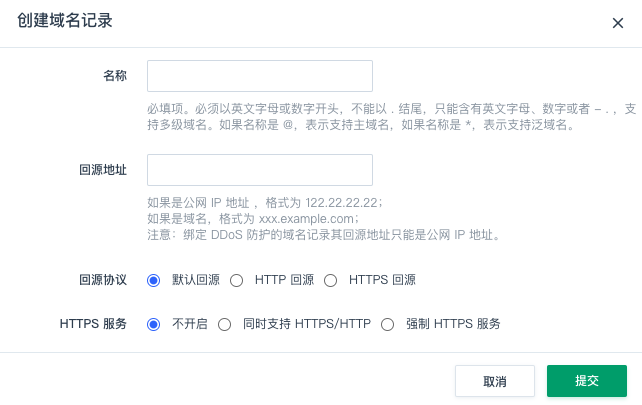 创建域名记录
名称
必填项。必须以英文字母或数字开头，不能以 . 结尾，只能含有英文字母、数字或者 - . ，支
持多级域名。如果名称是 @，表示支持主域名，如果名称是 *，表示支持泛域名。
回源地址
如果是公网 IP 地址 ，格式为 122.22.22.22；
如果是域名，格式为 xxx.example.com；
注意：绑定 DDoS 防护的域名记录其回源地址只能是公网 IP 地址。
回源协议 默认回源 HTTP 回源 HTTPS 回源
HTTPS 服务 不开启 同时支持 HTTPS/HTTP 强制 HTTPS 服务
取消 提交